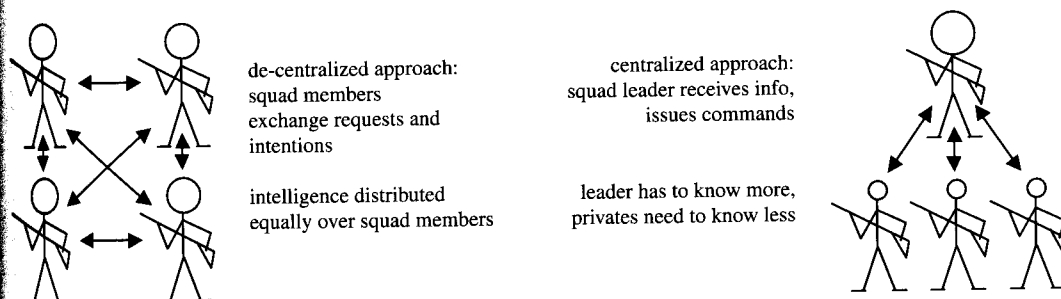 de-centralized approach:
squad members
exchange requests and
intentions
intelligence distributed
equally over squad members
centralized approach:
squad leader receives info,
issues commands
leader has to know more,
privates need to know less